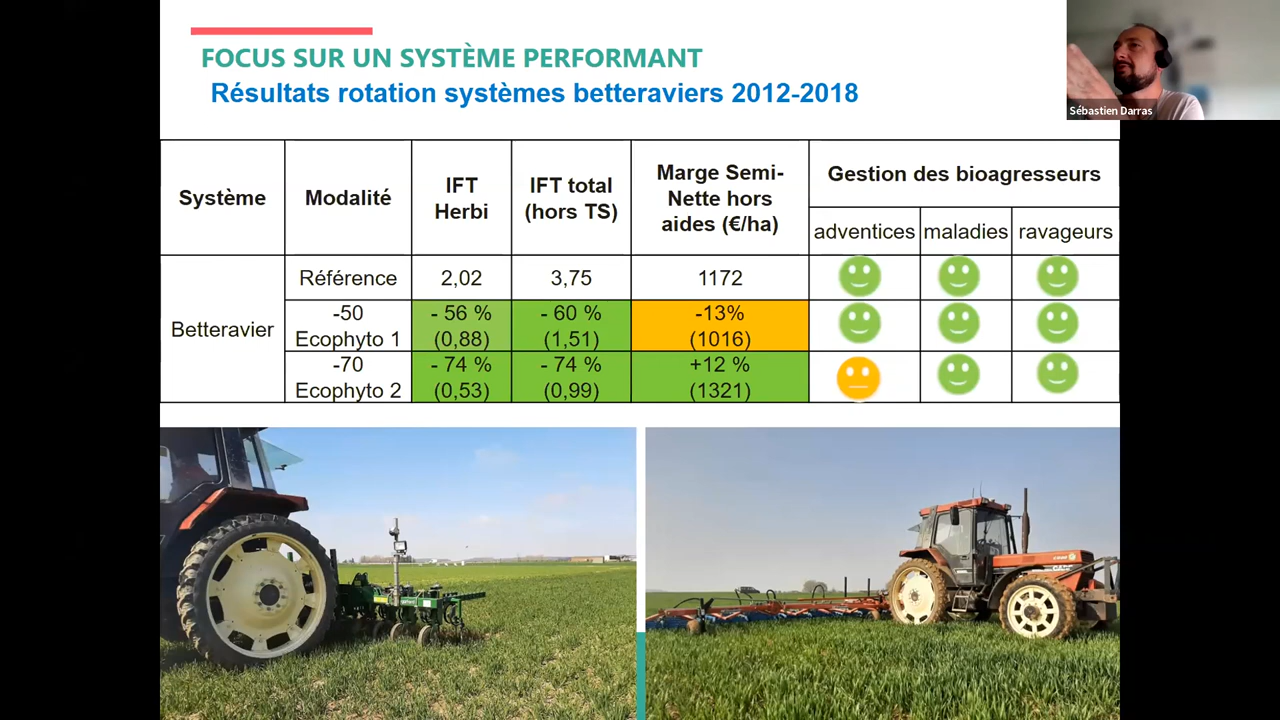 FOCUS SUR UN SYSTÈME PERFORMANT
Résultats rotation systèmes betteraviers 2012-2018
Sébastien Darras
Système
Modalité
IFT
Herbi
IFT total
(hors TS)
Marge Semi-
Nette hors
aides (€/ha)
Gestion des bioagresseurs
adventices
maladies
ravageurs
Betteravier
Référence
2,02
3,75
1172
-50
Ecophyto 1
- 56 %
(0,88)
- 60 %
(1,51)
-13%
(1016)
-70
Ecophyto 2
- 74 %
(0,53)
- 74 %
(0,99)
+12 %
(1321)